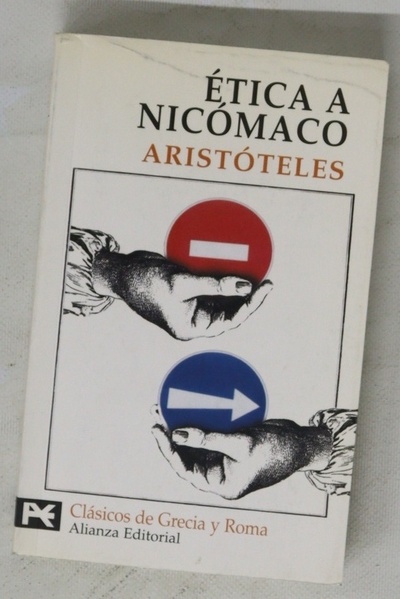 ÉTICA A
NICÓMACO
ARISTÓTELES
Clásicos de Grecia y Roma
Alianza Editorial